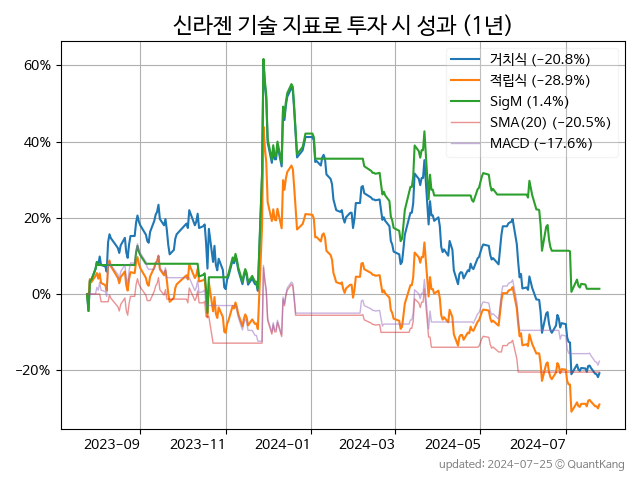 신라젠 기술 지표로 투자 시 성과 (1년)
거치식 (−20.8%)
적립식 (−28.9%)
SigM (1.4%)
SMA(20) (−20.5%)
MACD (−17.6%)
60%
40%
20%
0%
−20%
2023-09 2023-11 2024-01 2024-03 2024-05 2024-07
updated: 2024-07-25 © QuantKang